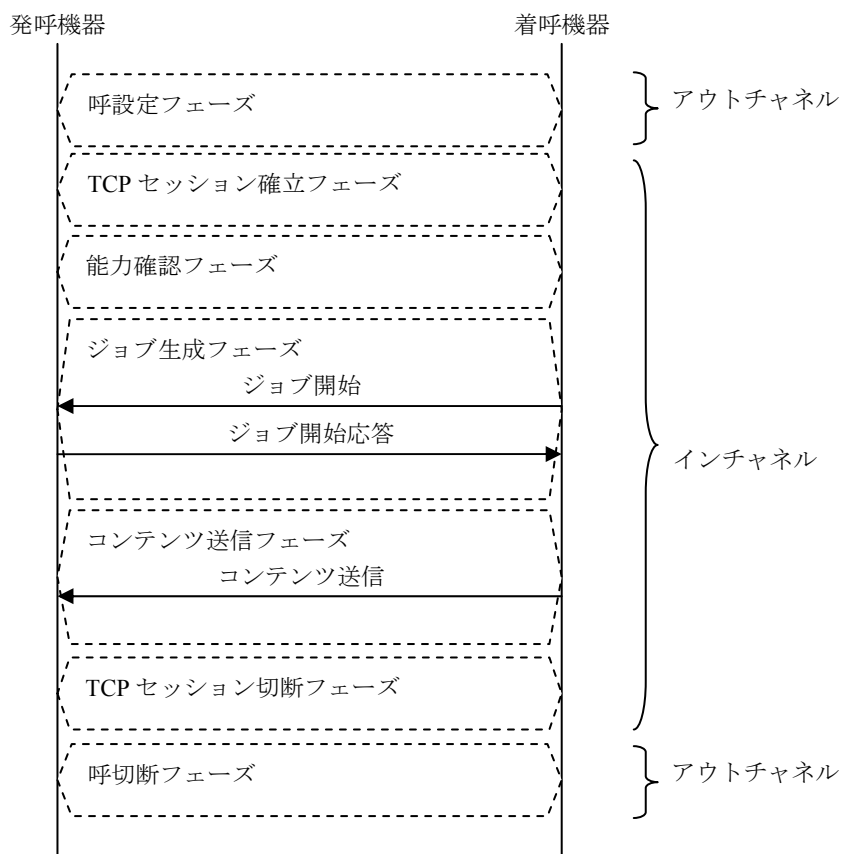 発呼機器
着呼機器
呼設定フェーズ
アウトチャネル
TCP セッション確立フェーズ
能力確認フェーズ
ジョブ生成フェーズ
ジョブ開始
ジョブ開始応答
インチャネル
コンテンツ送信フェーズ
コンテンツ送信
TCP セッション切断フェーズ
呼切断フェーズ
アウトチャネル